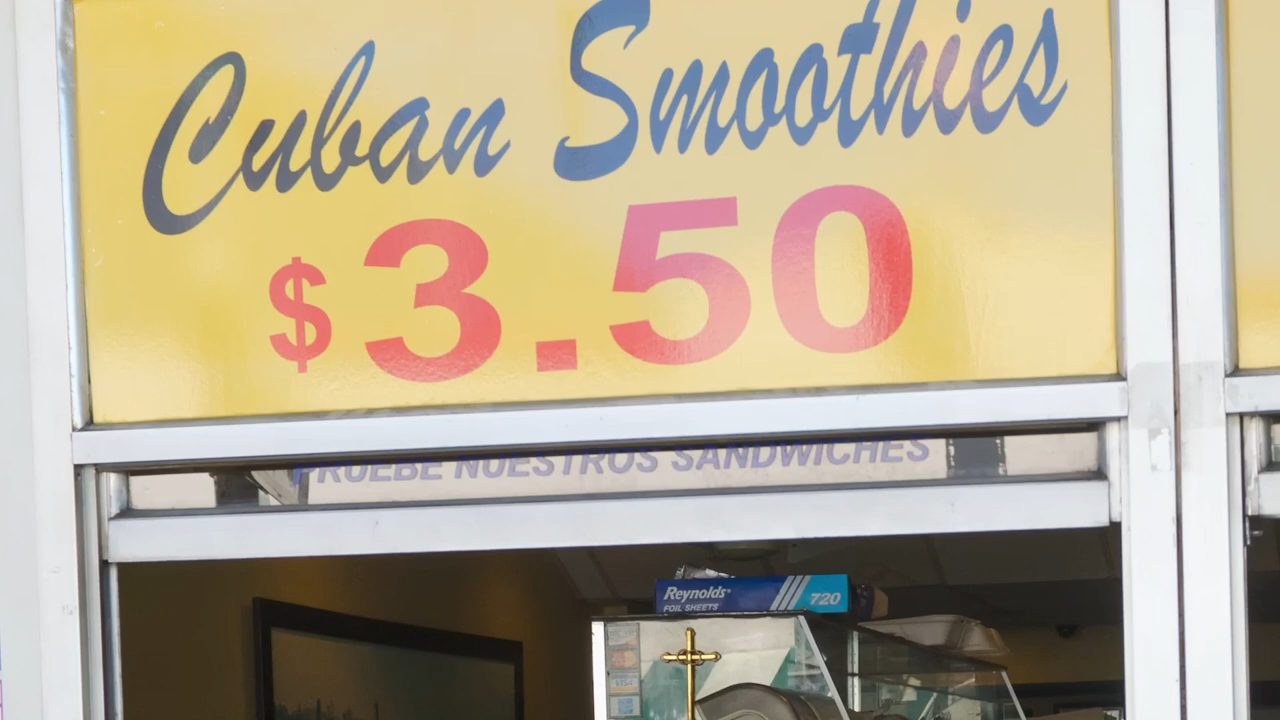 Cuban Smoothies
$3.50
PRUEBE NUESTROS SANDWICHES
Reynolds®
720
FOIL SHEETS